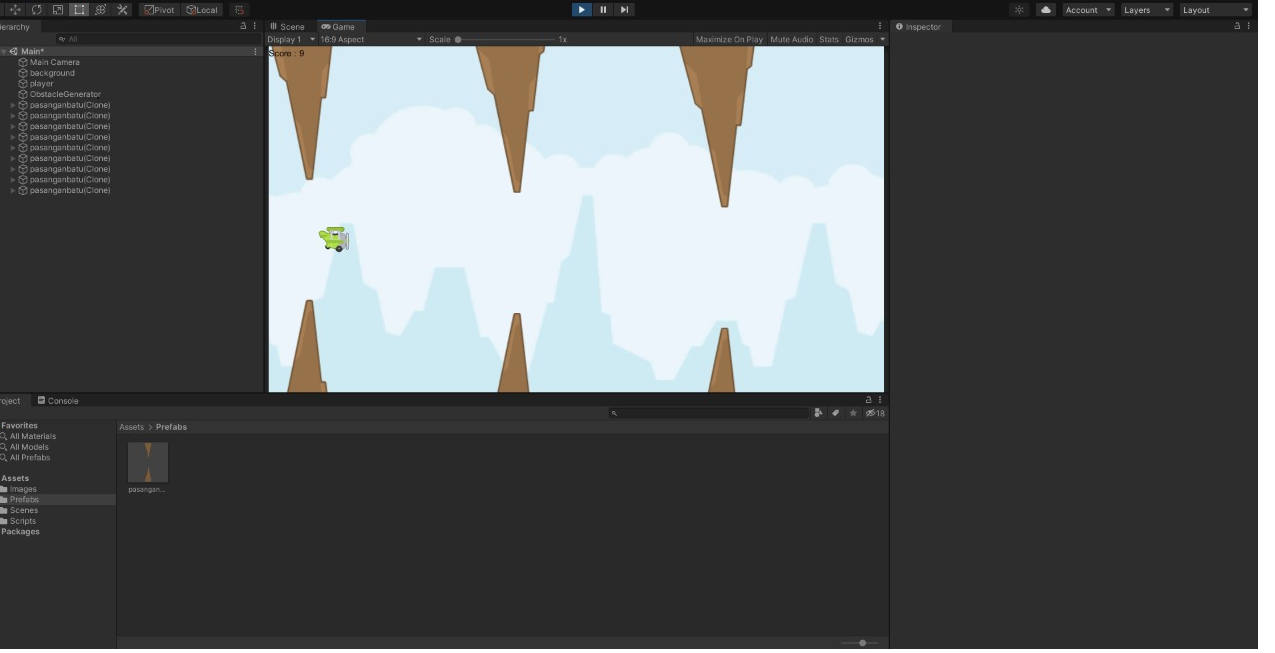 Pivot Local
Account Layers Layout
ierarchy
Scene Game
Inspector
All
Display 1 16:9 Aspect Scale 1x Maximize On Play Mute Audio Stats Gizmos
Main*
Score : 9
Main Camera
background
player
ObstacleGenerator
pasanganbatu(Clone)
pasanganbatu(Clone)
pasanganbatu(Clone)
pasanganbatu(Clone)
pasanganbatu(Clone)
pasanganbatu(Clone)
pasanganbatu(Clone)
pasanganbatu(Clone)
pasanganbatu(Clone)
roject Console
18
Favorites
Assets > Prefabs
All Materials
All Models
All Prefabs
Assets
Images
pasangan...
Prefabs
Scenes
Scripts
Packages